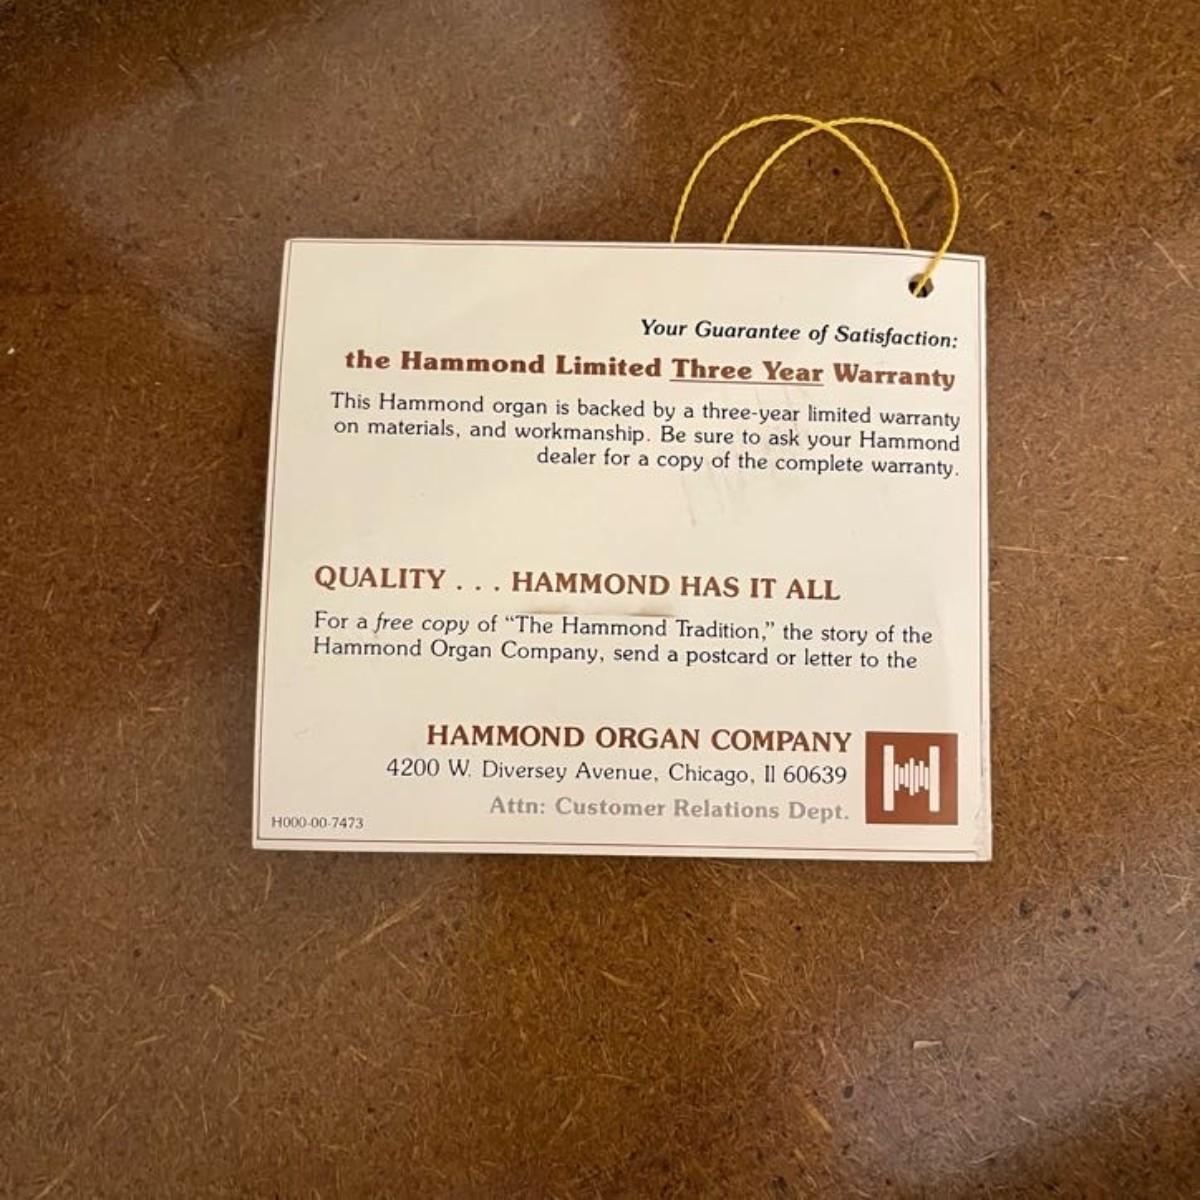 Your Guarantee of Satisfaction:
the Hammond Limited Three Year Warranty
This Hammond organ is backed by a three-year limited warranty
on materials, and workmanship. Be sure to ask your Hammond
dealer for a copy of the complete warranty.
QUALITY . . . HAMMOND HAS IT ALL
For a free copy of “The Hammond Tradition,” the story of the
Hammond Organ Company, send a postcard or letter to the
HAMMOND ORGAN COMPANY
4200 W. Diversey Avenue, Chicago, Il 60639
Attn: Customer Relations Dept.
H000-00-7473